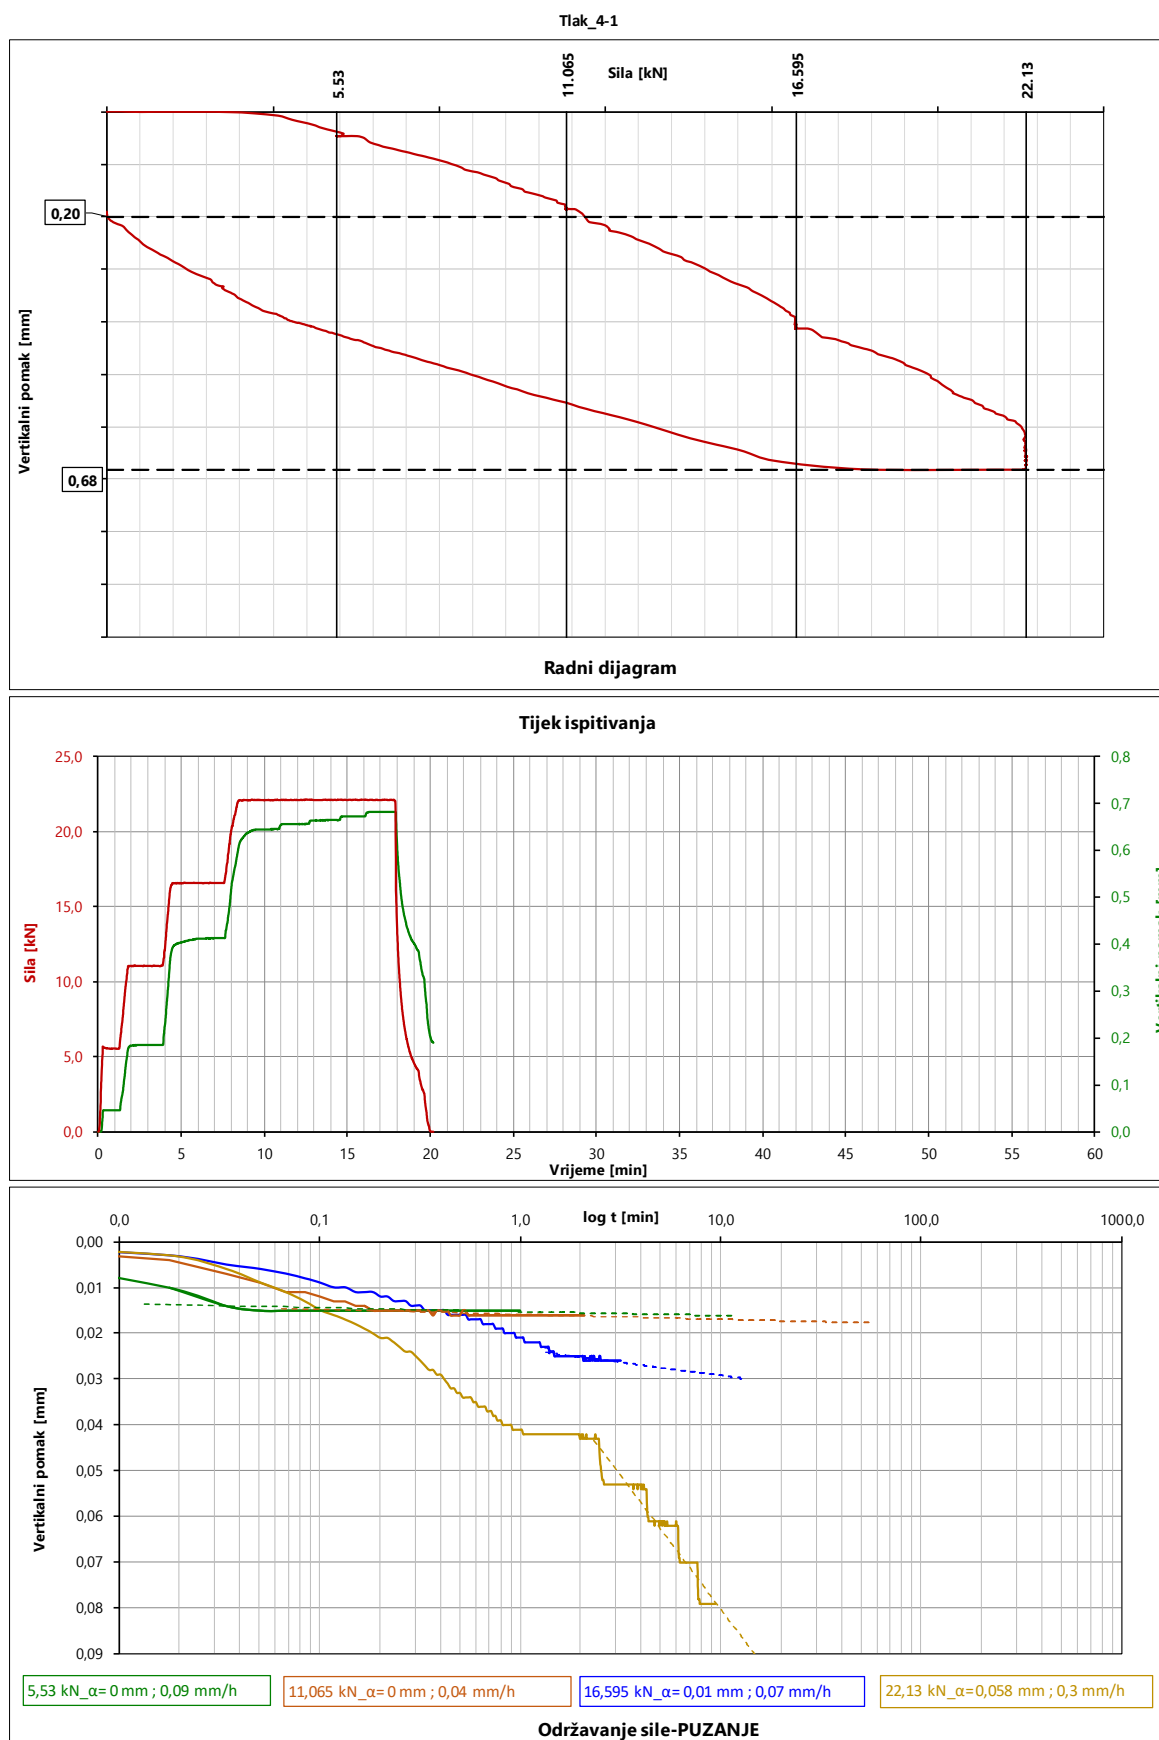 Tlak_4-1
Sila [kN]
5.53
11.065
16.595
22.13
0,20
0,68
Vertikalni pomak [mm]
Radni dijagram
Tijek ispitivanja
25,0
20,0
15,0
10,0
5,0
0,0
Sila [kN]
0,8
0,7
0,6
0,5
0,4
0,3
0,2
0,1
0,0
0 5 10 15 20 25 30 35 40 45 50 55 60
Vrijeme [min]
log t [min]
0,0 0,1 1,0 10,0 100,0 1000,0
0,00
0,01
0,02
0,03
0,04
0,05
0,06
0,07
0,08
0,09
Vertikalni pomak [mm]
5,53 kN_α= 0 mm ; 0,09 mm/h
11,065 kN_α= 0 mm ; 0,04 mm/h
16,595 kN_α= 0,01 mm ; 0,07 mm/h
22,13 kN_α=0,058 mm ; 0,3 mm/h
Održavanje sile-PUZANJE